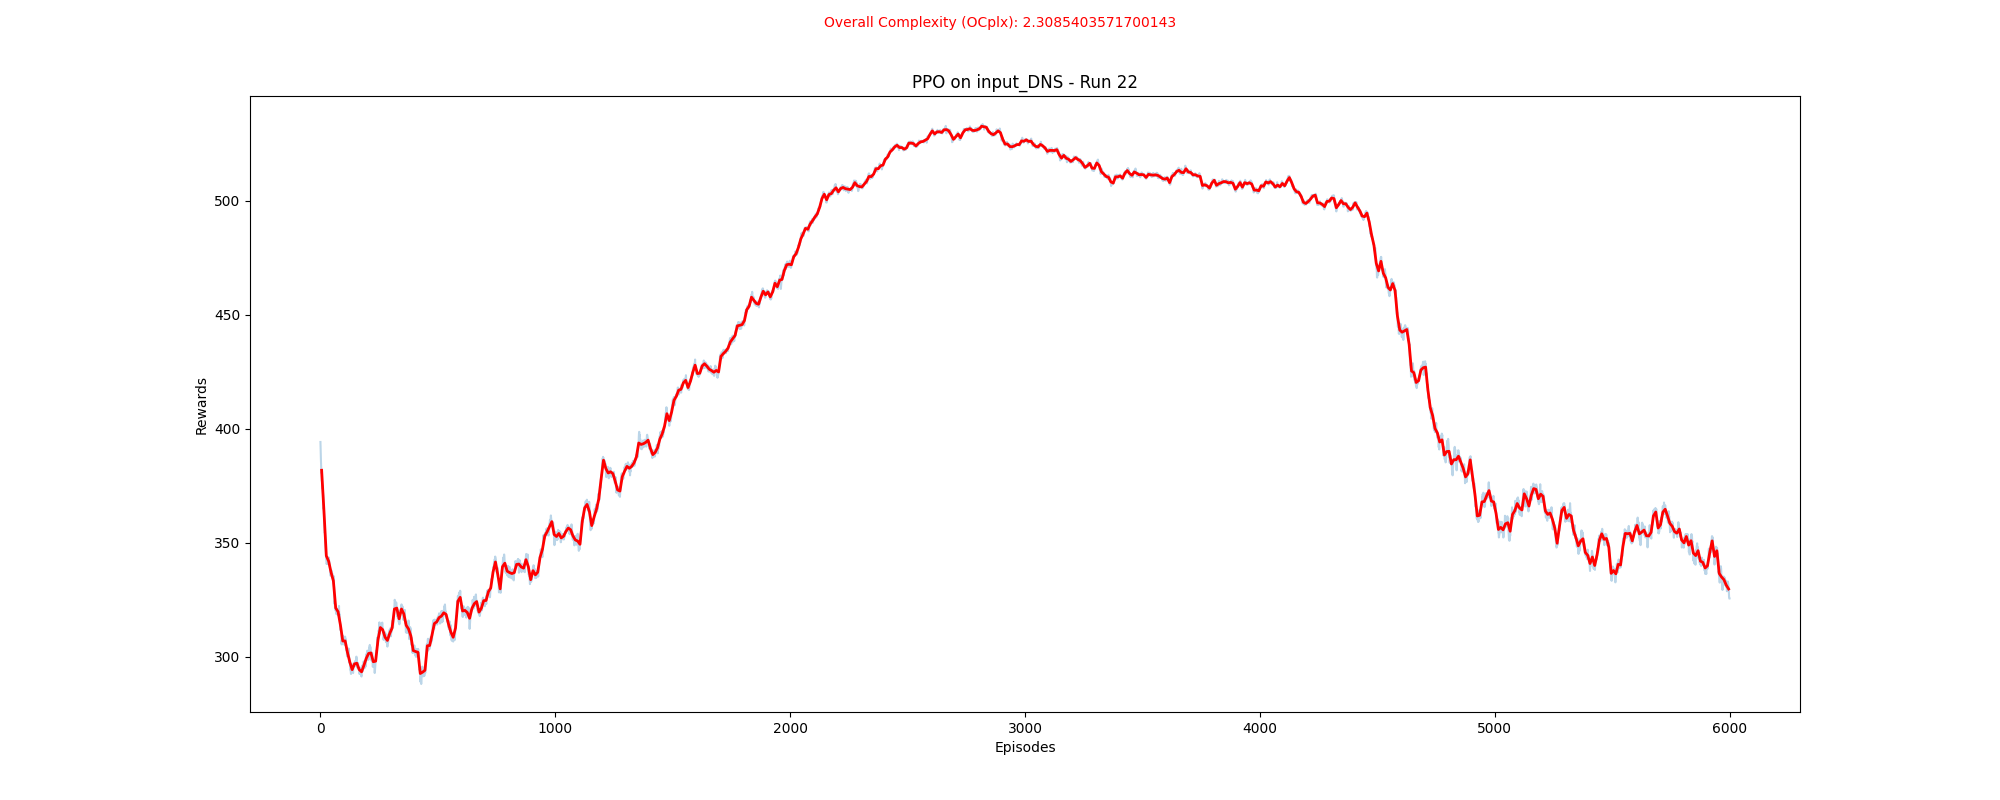 Overall Complexity (OCplx): 2.3085403571700143
PPO on input_DNS - Run 22
Rewards
500
450
400
350
300
0 1000 2000 3000 4000 5000 6000
Episodes